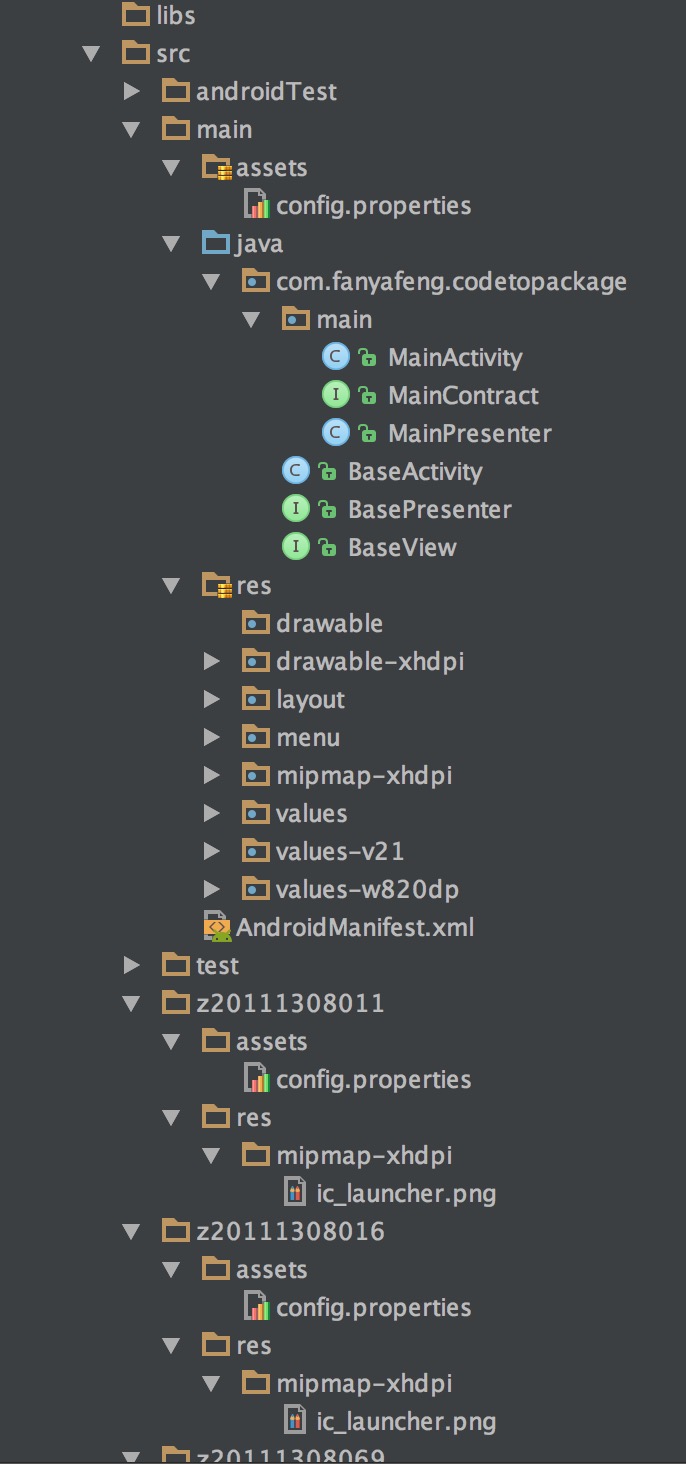 libs
src
androidTest
main
assets
config.properties
java
com.fanyafeng.codetopackage
main
C MainActivity
I MainContract
C MainPresenter
C BaseActivity
I BasePresenter
I BaseView
res
drawable
drawable-xhdpi
layout
menu
mipmap-xhdpi
values
values-v21
values-w820dp
AndroidManifest.xml
test
z20111308011
assets
config.properties
res
mipmap-xhdpi
ic_launcher.png
z20111308016
assets
config.properties
res
mipmap-xhdpi
ic_launcher.png
z20111308069